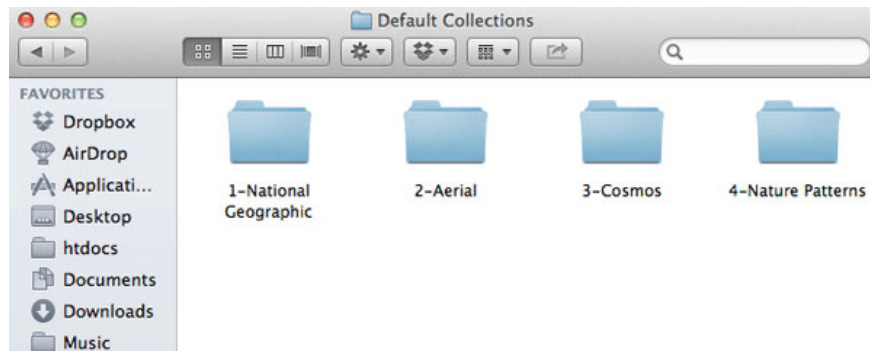 Default Collections
FAVORITES
Dropbox
AirDrop
Applicati...
Desktop
htdocs
Documents
Downloads
Music
1-National
Geographic
2-Aerial
3-Cosmos
4-Nature Patterns